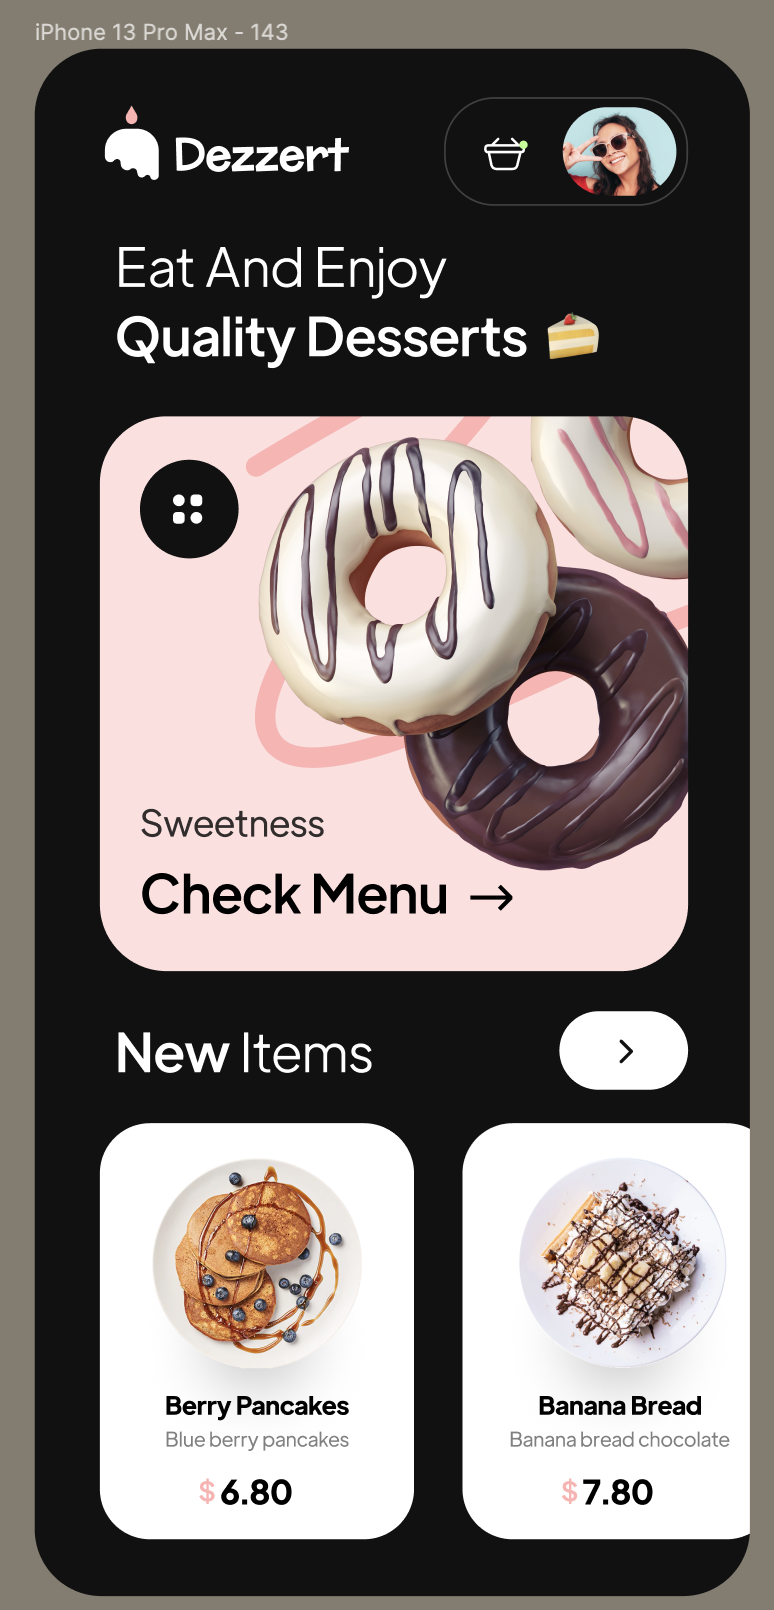 iPhone 13 Pro Max - 143
Dezzert
Eat And Enjoy
Quality Desserts
Sweetness
Check Menu →
New Items
Berry Pancakes
Blue berry pancakes
$ 6.80
Banana Bread
Banana bread chocolate
$ 7.80